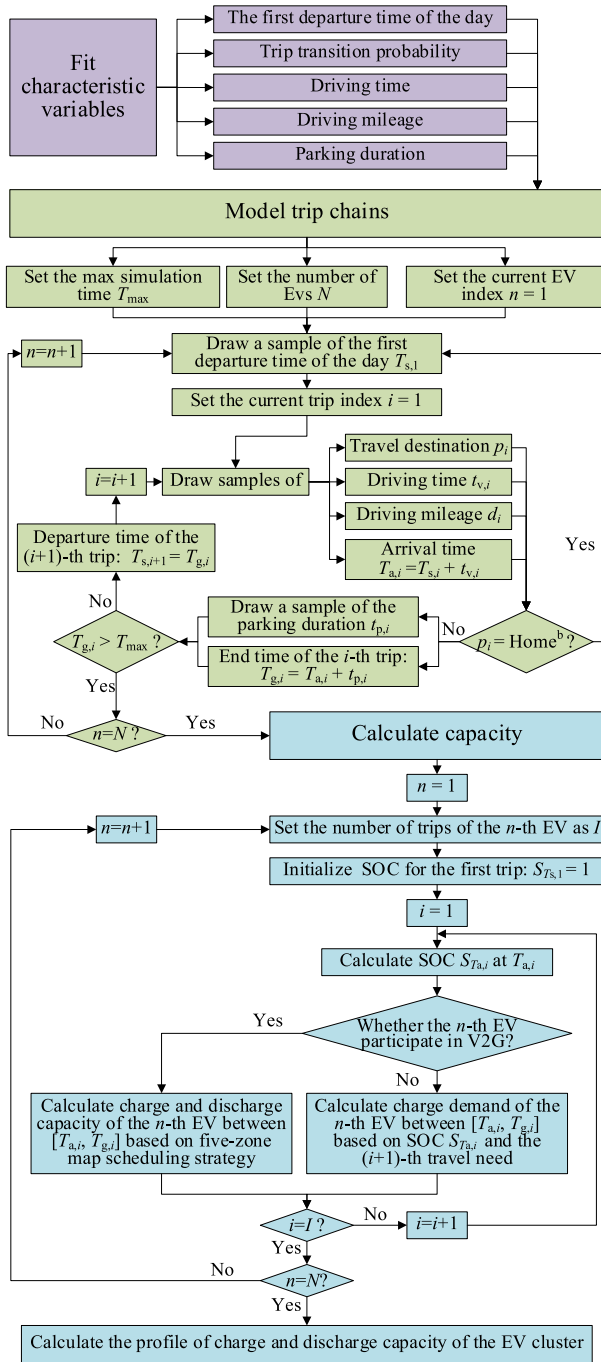 Fit
characteristic
variables
The first departure time of the day
Trip transition probability
Driving time
Driving mileage
Parking duration
Model trip chains
Set the max simulation
time Tmax
Set the number of
Evs N
Set the current EV
index n = 1
n=n+1
Draw a sample of the first
departure time of the day Ts,1
Set the current trip index i = 1
i=i+1
Draw samples of
Travel destination pi
Driving time tv,i
Driving mileage di
Arrival time
Ta,i =Ts,i + tv,i
Departure time of the
(i+1)-th trip: Ts,i+1 = Tg,i
Yes
No
Draw a sample of the
parking duration tp,i
End time of the i-th trip:
Tg,i = Ta,i + tp,i
No
pi = Homeᵇ ?
Tg,i > Tmax ?
Yes
No
n=N ?
Yes
Calculate capacity
n = 1
n=n+1
Set the number of trips of the n-th EV as I
Initialize SOC for the first trip: STs,1 = 1
i = 1
Calculate SOC STa,i at Ta,i
Yes
Whether the n-th EV
participate in V2G?
No
Calculate charge and discharge
capacity of the n-th EV between
[Ta,i, Tg,i] based on five-zone
map scheduling strategy
Calculate charge demand of the
n-th EV between [Ta,i, Tg,i]
based on SOC STa,i and the
(i+1)-th travel need
i=I ?
No
i=i+1
Yes
No
n=N?
Yes
Calculate the profile of charge and discharge capacity of the EV cluster